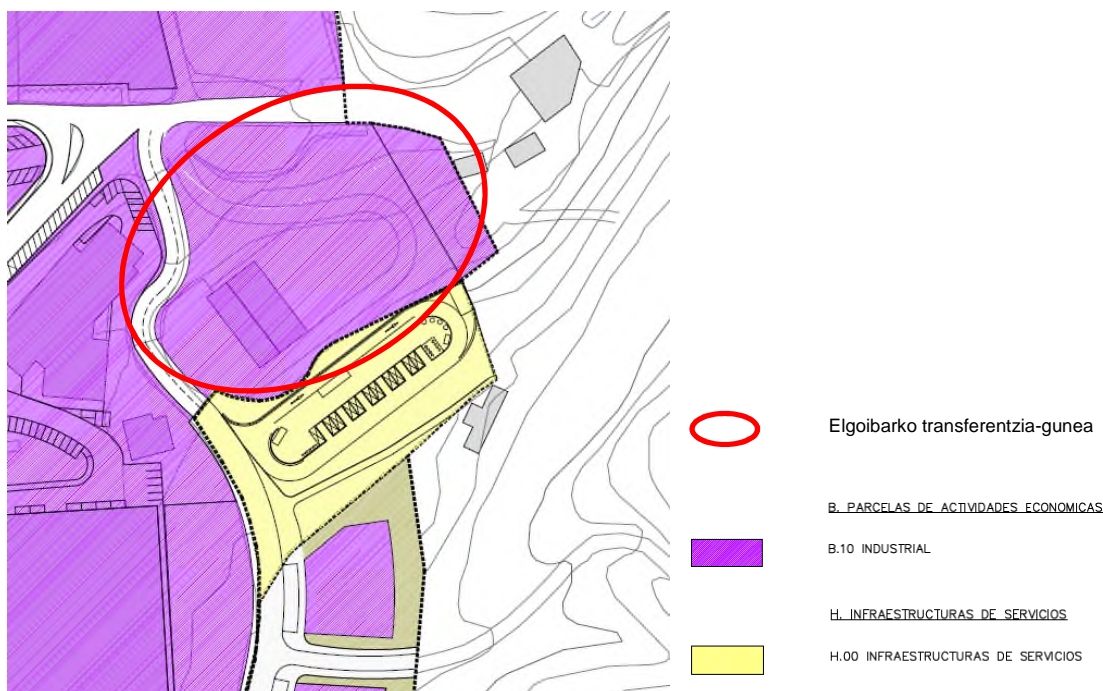 Elgoibarko transferentzia-gunea
B. PARCELAS DE ACTIVIDADES ECONOMICAS
B.10 INDUSTRIAL
H. INFRAESTRUCTURAS DE SERVICIOS
H.00 INFRAESTRUCTURAS DE SERVICIOS